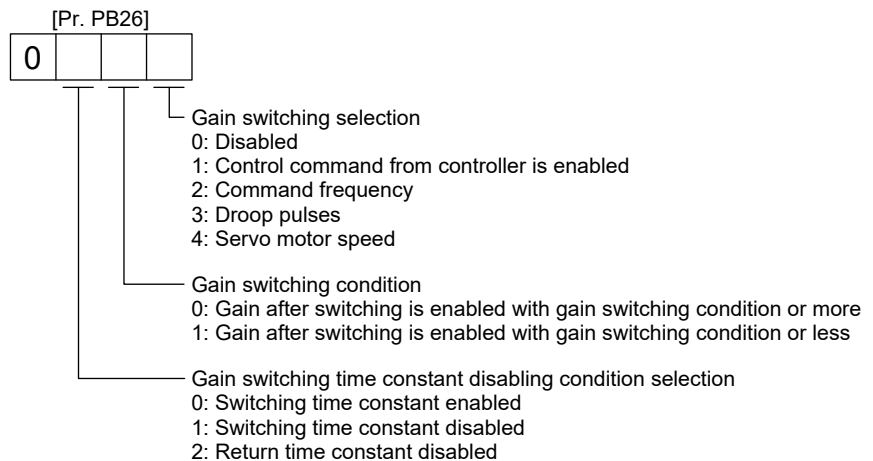 [Pr. PB26]
0
Gain switching selection
0: Disabled
1: Control command from controller is enabled
2: Command frequency
3: Droop pulses
4: Servo motor speed
Gain switching condition
0: Gain after switching is enabled with gain switching condition or more
1: Gain after switching is enabled with gain switching condition or less
Gain switching time constant disabling condition selection
0: Switching time constant enabled
1: Switching time constant disabled
2: Return time constant disabled